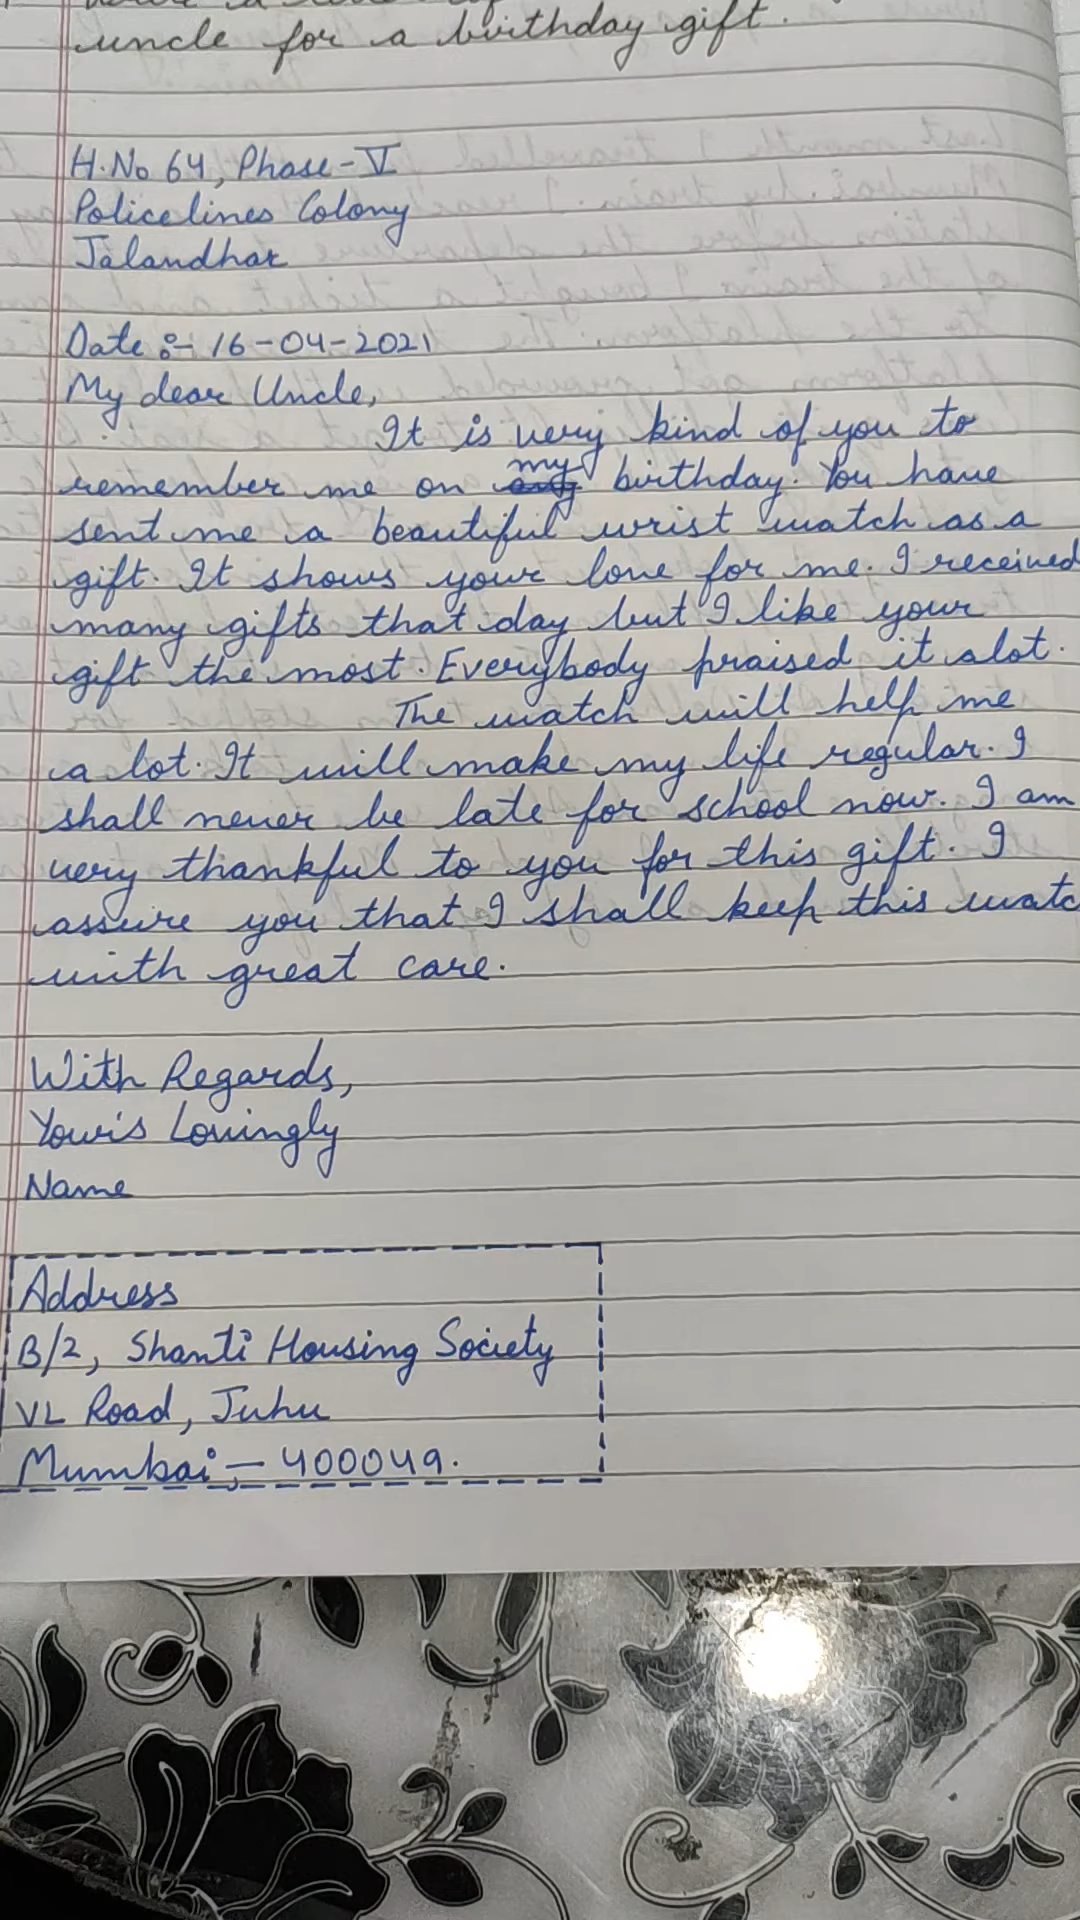 uncle for a birthday gift.
H.No 64, Phase-V
Policelines Colony
Jalandhar
Date :- 16-04-2021
My dear Uncle,
It is very kind of you to
remember me on my birthday. You have
sent me a beautiful wrist watch as a
gift. It shows your love for me. I received
many gifts that day but I like your
gift the most. Everybody praised it alot.
The watch will help me
a lot. It will make my life regular. I
shall never be late for school now. I am
very thankful to you for this gift. I
assure you that I shall keep this watc
with great care.
With Regards,
Your's Lovingly
Name
Address
B/2, Shanti Housing Society
VL Road, Juhu
Mumbai,- 400049.